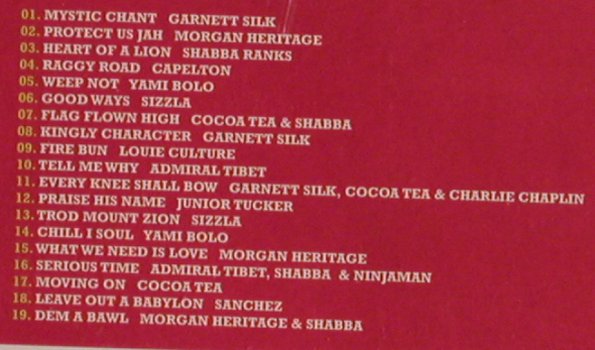 01. MYSTIC CHANT GARNETT SILK
02. PROTECT US JAH MORGAN HERITAGE
03. HEART OF A LION SHABBA RANKS
04. RAGGY ROAD CAPELTON
05. WEEP NOT YAMI BOLO
06. GOOD WAYS SIZZLA
07. FLAG FLOWN HIGH COCOA TEA & SHABBA
08. KINGLY CHARACTER GARNETT SILK
09. FIRE BUN LOUIE CULTURE
10. TELL ME WHY ADMIRAL TIBET
11. EVERY KNEE SHALL BOW GARNETT SILK, COCOA TEA & CHARLIE CHAPLIN
12. PRAISE HIS NAME JUNIOR TUCKER
13. TROD MOUNT ZION SIZZLA
14. CHILL I SOUL YAMI BOLO
15. WHAT WE NEED IS LOVE MORGAN HERITAGE
16. SERIOUS TIME ADMIRAL TIBET, SHABBA & NINJAMAN
17. MOVING ON COCOA TEA
18. LEAVE OUT A BABYLON SANCHEZ
19. DEM A BAWL MORGAN HERITAGE & SHABBA